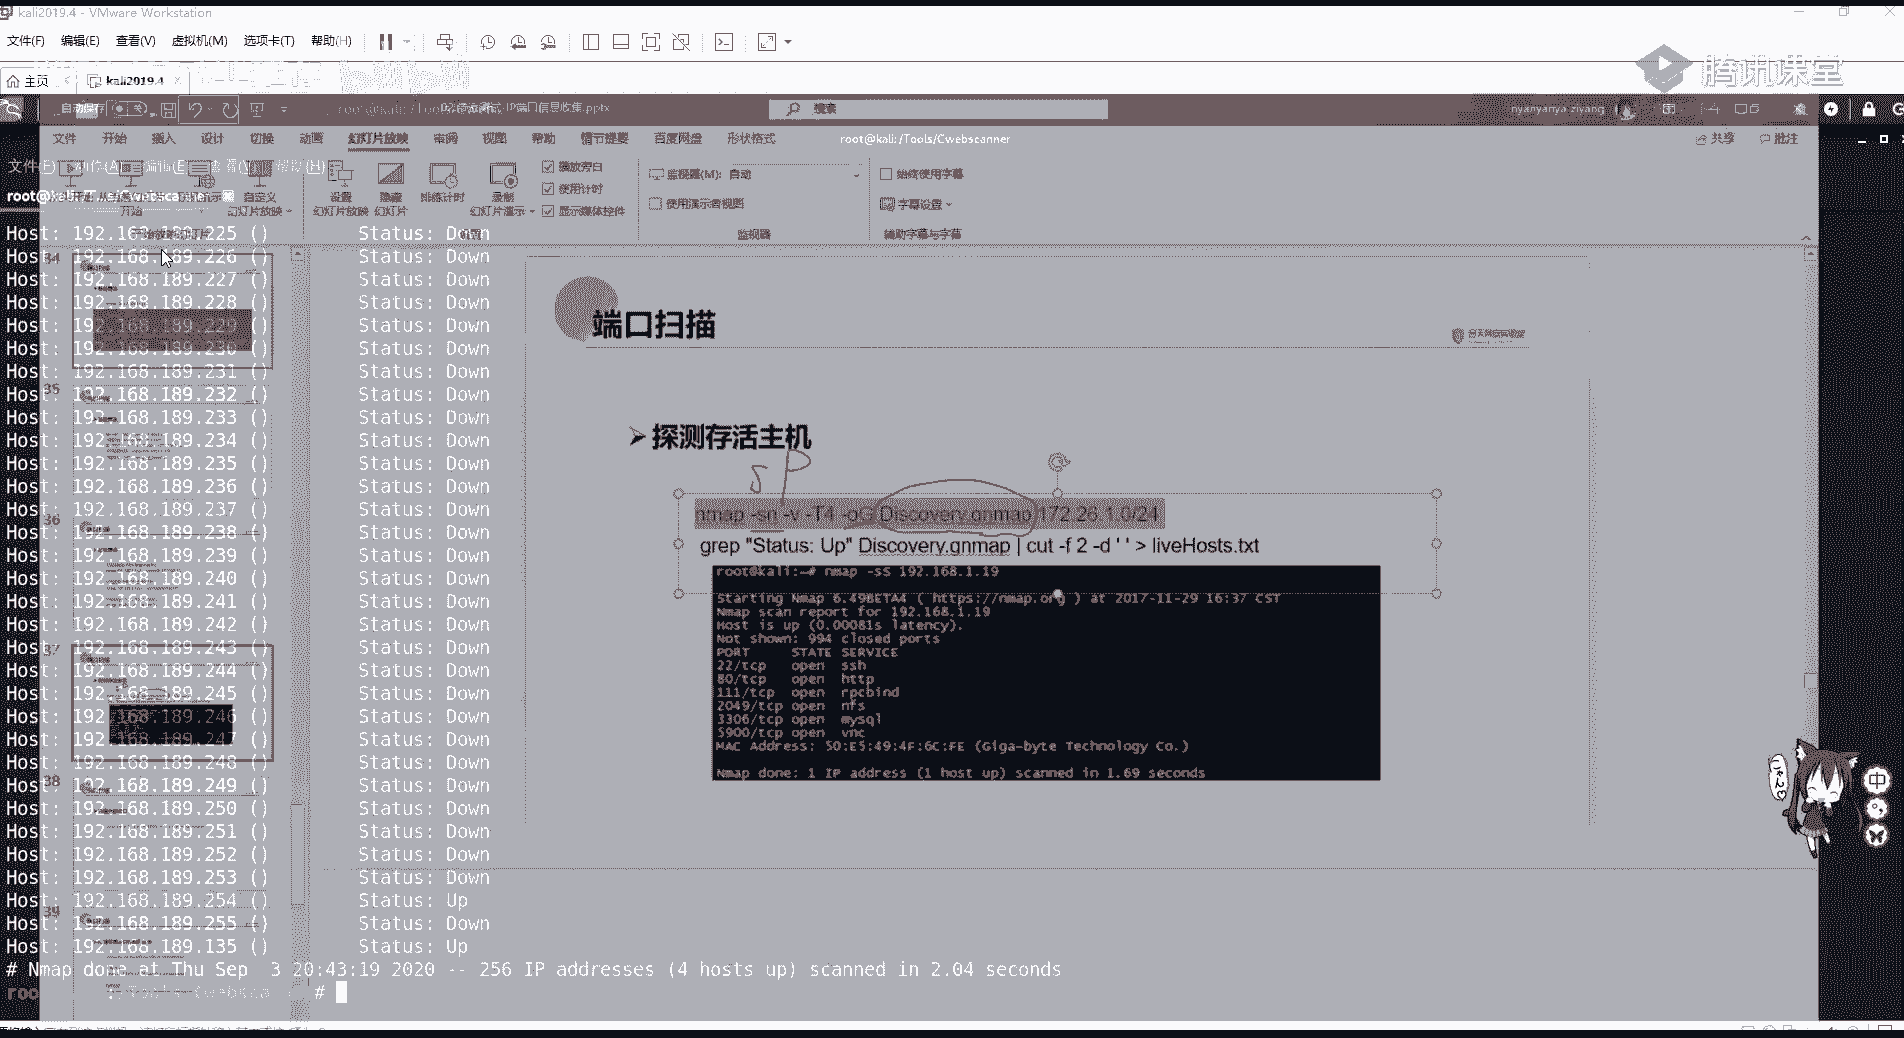 kali2019.4 - VMware Workstation
文件(F) 编辑(E) 查看(V) 虚拟机(M) 选项卡(T) 帮助(H)
主页
kali2019.4
腾讯课堂
IP端口信息收集.pptx
搜索
nyanyanya ziyang
文件 开始 插入 设计 切换 动画 幻灯片放映 审阅 视图 帮助 情节提要 百度网盘 形状格式
root@kali:/Tools/Cwebscanner
共享 批注
播放旁白
使用计时
显示媒体控件
监视器(M): 自动
使用演示者视图
始终使用字幕
字幕设置
自定义
幻灯片放映
设置
幻灯片放映
隐藏
幻灯片
排练计时
录制
幻灯片演示
监视器
辅助字幕与字幕
Host: 192.168.189.225 () Status: Down
Host: 192.168.189.226 () Status: Down
Host: 192.168.189.227 () Status: Down
Host: 192.168.189.228 () Status: Down
Host: 192.168.189.229 () Status: Down
Host: 192.168.189.230 () Status: Down
Host: 192.168.189.231 () Status: Down
Host: 192.168.189.232 () Status: Down
Host: 192.168.189.233 () Status: Down
Host: 192.168.189.234 () Status: Down
Host: 192.168.189.235 () Status: Down
Host: 192.168.189.236 () Status: Down
Host: 192.168.189.237 () Status: Down
Host: 192.168.189.238 () Status: Down
Host: 192.168.189.239 () Status: Down
Host: 192.168.189.240 () Status: Down
Host: 192.168.189.241 () Status: Down
Host: 192.168.189.242 () Status: Down
Host: 192.168.189.243 () Status: Down
Host: 192.168.189.244 () Status: Down
Host: 192.168.189.245 () Status: Down
Host: 192.168.189.246 () Status: Down
Host: 192.168.189.247 () Status: Down
Host: 192.168.189.248 () Status: Down
Host: 192.168.189.249 () Status: Down
Host: 192.168.189.250 () Status: Down
Host: 192.168.189.251 () Status: Down
Host: 192.168.189.252 () Status: Down
Host: 192.168.189.253 () Status: Down
Host: 192.168.189.254 () Status: Up
Host: 192.168.189.255 () Status: Down
Host: 192.168.189.135 () Status: Up
# Nmap done at Thu Sep 3 20:43:19 2020 -- 256 IP addresses (4 hosts up) scanned in 2.04 seconds
34
35
36
37
38
39
端口扫描
➤ 探测存活主机
sP
nmap -sn -v -T4 -oG Discovery.gnmap 172.26.1.0/24
grep "Status: Up" Discovery.gnmap | cut -f 2 -d ' ' > liveHosts.txt
root@kali:~# nmap -sS 192.168.1.19
Starting Nmap 6.49BETA4 ( https://nmap.org ) at 2017-11-29 16:37 CST
Nmap scan report for 192.168.1.19
Host is up (0.00081s latency).
Not shown: 994 closed ports
PORT STATE SERVICE
22/tcp open ssh
80/tcp open http
111/tcp open rpcbind
2049/tcp open nfs
3306/tcp open mysql
5900/tcp open vnc
MAC Address: 50:E5:49:4F:6C:FE (Giga-byte Technology Co.)
Nmap done: 1 IP address (1 host up) scanned in 1.69 seconds
中